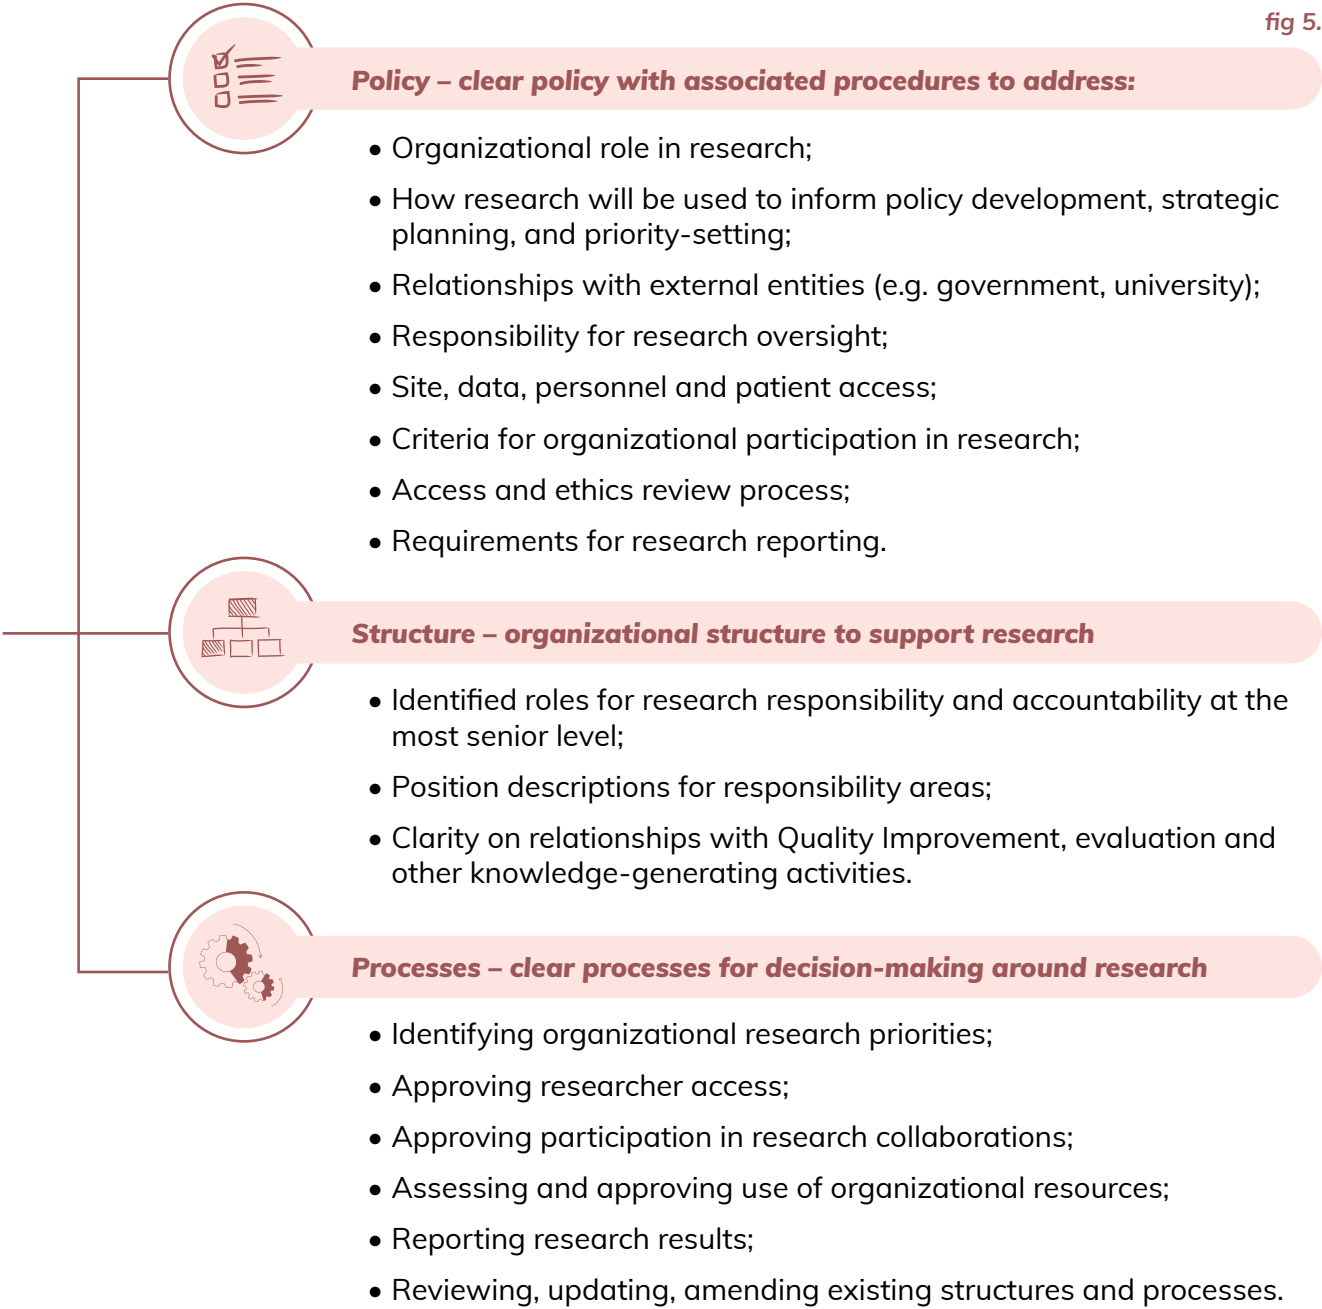 fig 5.
Policy – clear policy with associated procedures to address:
• Organizational role in research;
• How research will be used to inform policy development, strategic
planning, and priority-setting;
• Relationships with external entities (e.g. government, university);
• Responsibility for research oversight;
• Site, data, personnel and patient access;
• Criteria for organizational participation in research;
• Access and ethics review process;
• Requirements for research reporting.
Structure – organizational structure to support research
• Identified roles for research responsibility and accountability at the
most senior level;
• Position descriptions for responsibility areas;
• Clarity on relationships with Quality Improvement, evaluation and
other knowledge-generating activities.
Processes – clear processes for decision-making around research
• Identifying organizational research priorities;
• Approving researcher access;
• Approving participation in research collaborations;
• Assessing and approving use of organizational resources;
• Reporting research results;
• Reviewing, updating, amending existing structures and processes.